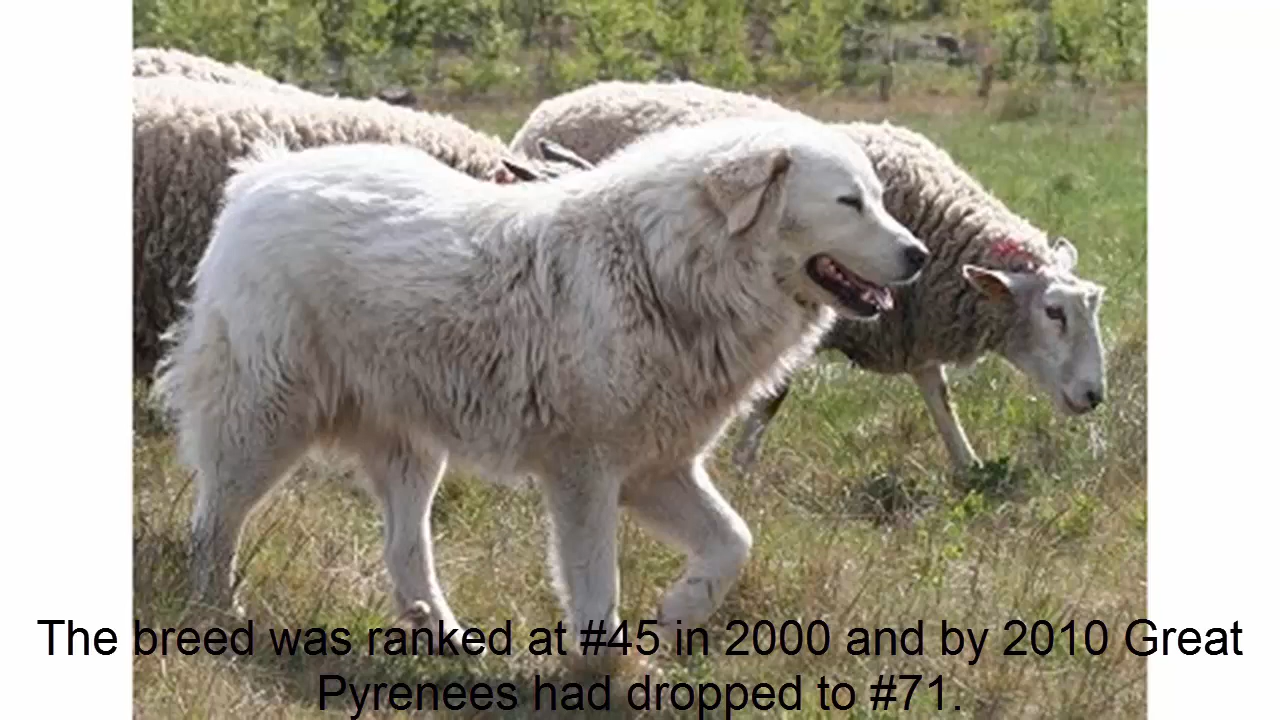 The breed was ranked at #45 in 2000 and by 2010 Great
Pyrenees had dropped to #71.